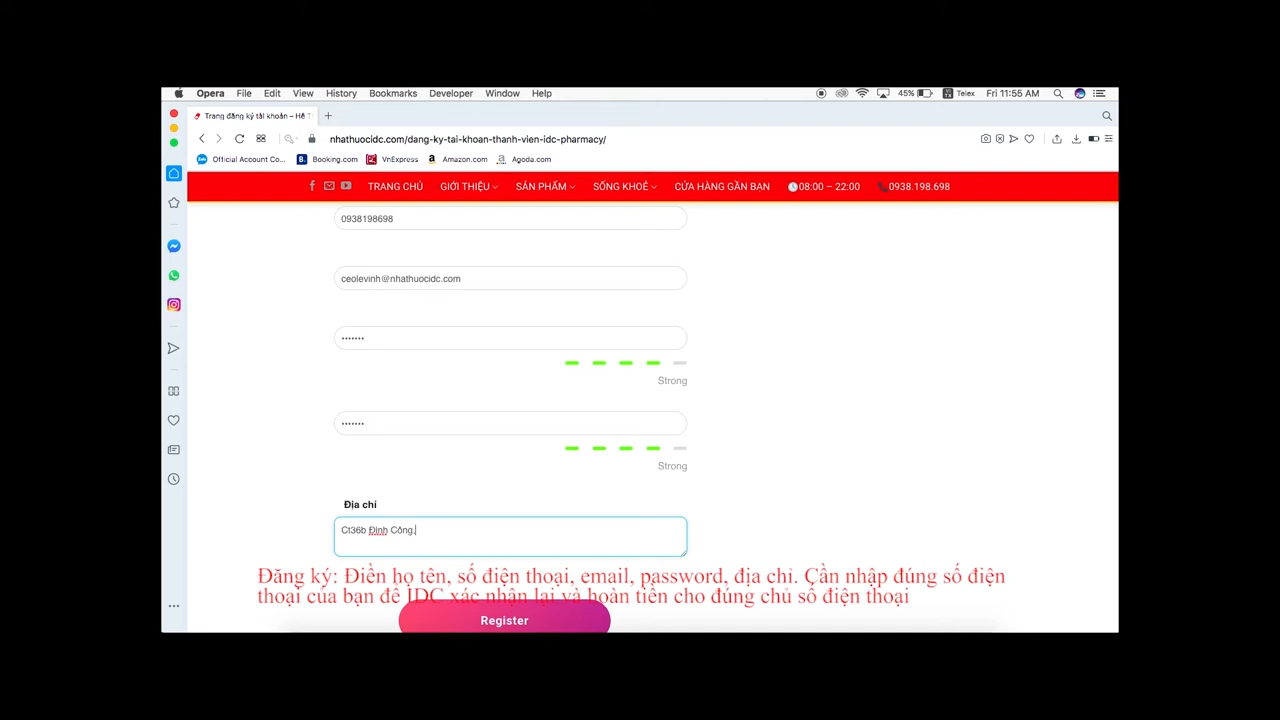 Opera File Edit View History Bookmarks Developer Window Help 45% Telex Fri 11:55 AM
Trang đăng ký tài khoản – Hệ T
nhathuocidc.com/dang-ky-tai-khoan-thanh-vien-idc-pharmacy/
Official Account Co... Booking.com VnExpress Amazon.com Agoda.com
TRANG CHỦ GIỚI THIỆU SẢN PHẨM SỐNG KHOẺ CỬA HÀNG GẦN BẠN 08:00 – 22:00 0938.198.698
0938198698
ceolevinh@nhathuocidc.com
•••••••
Strong
•••••••
Strong
Địa chỉ
Ct36b Định Công.
Đăng ký: Điền họ tên, số điện thoại, email, password, địa chỉ. Cần nhập đúng số điện
thoại của bạn để IDC xác nhận lại và hoàn tiền cho đúng chủ số điện thoại
Register